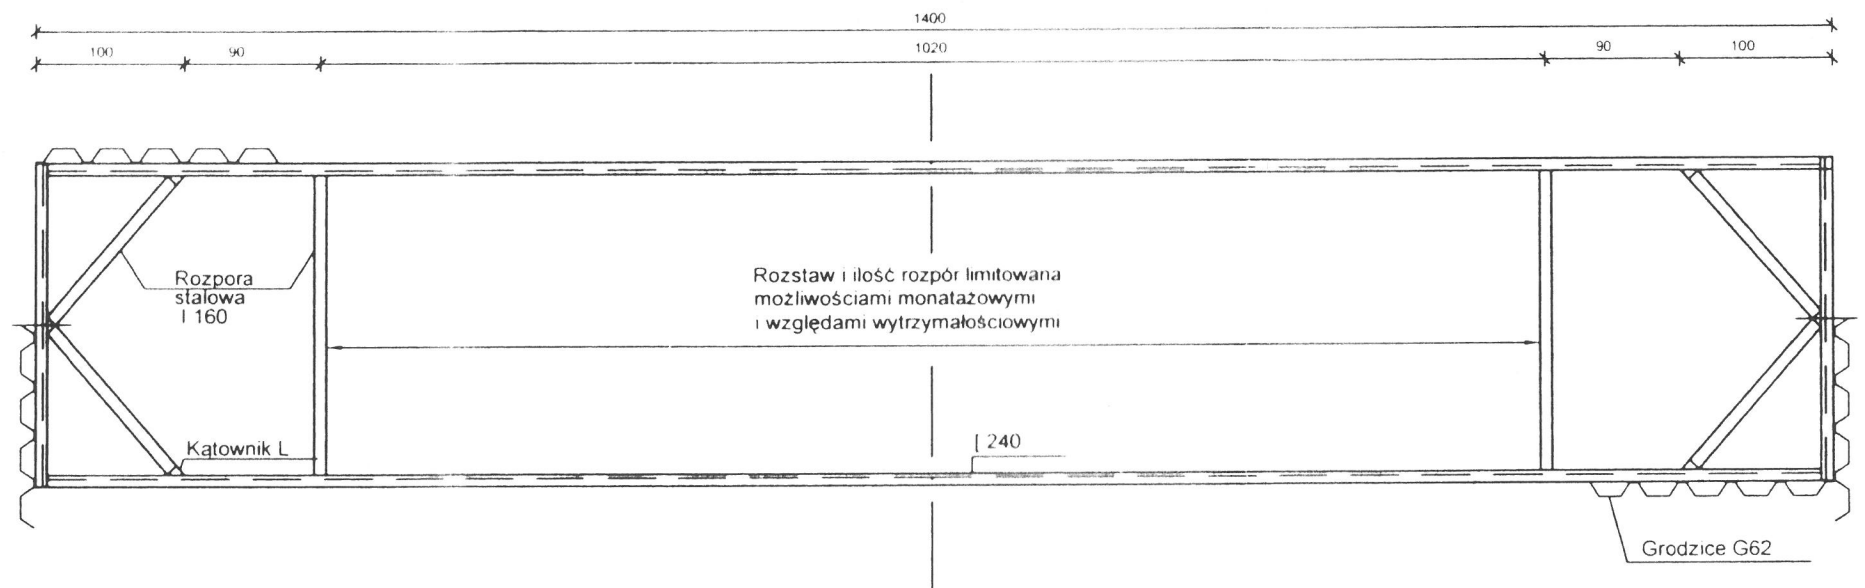 1400
100
90
1020
90
100
Rozpora
stalowa
I 160
Rozstaw i ilość rozpór limitowana
możliwościami monatażowymi
i względami wytrzymałościowymi
Kątownik L
[ 240
Grodzice G62